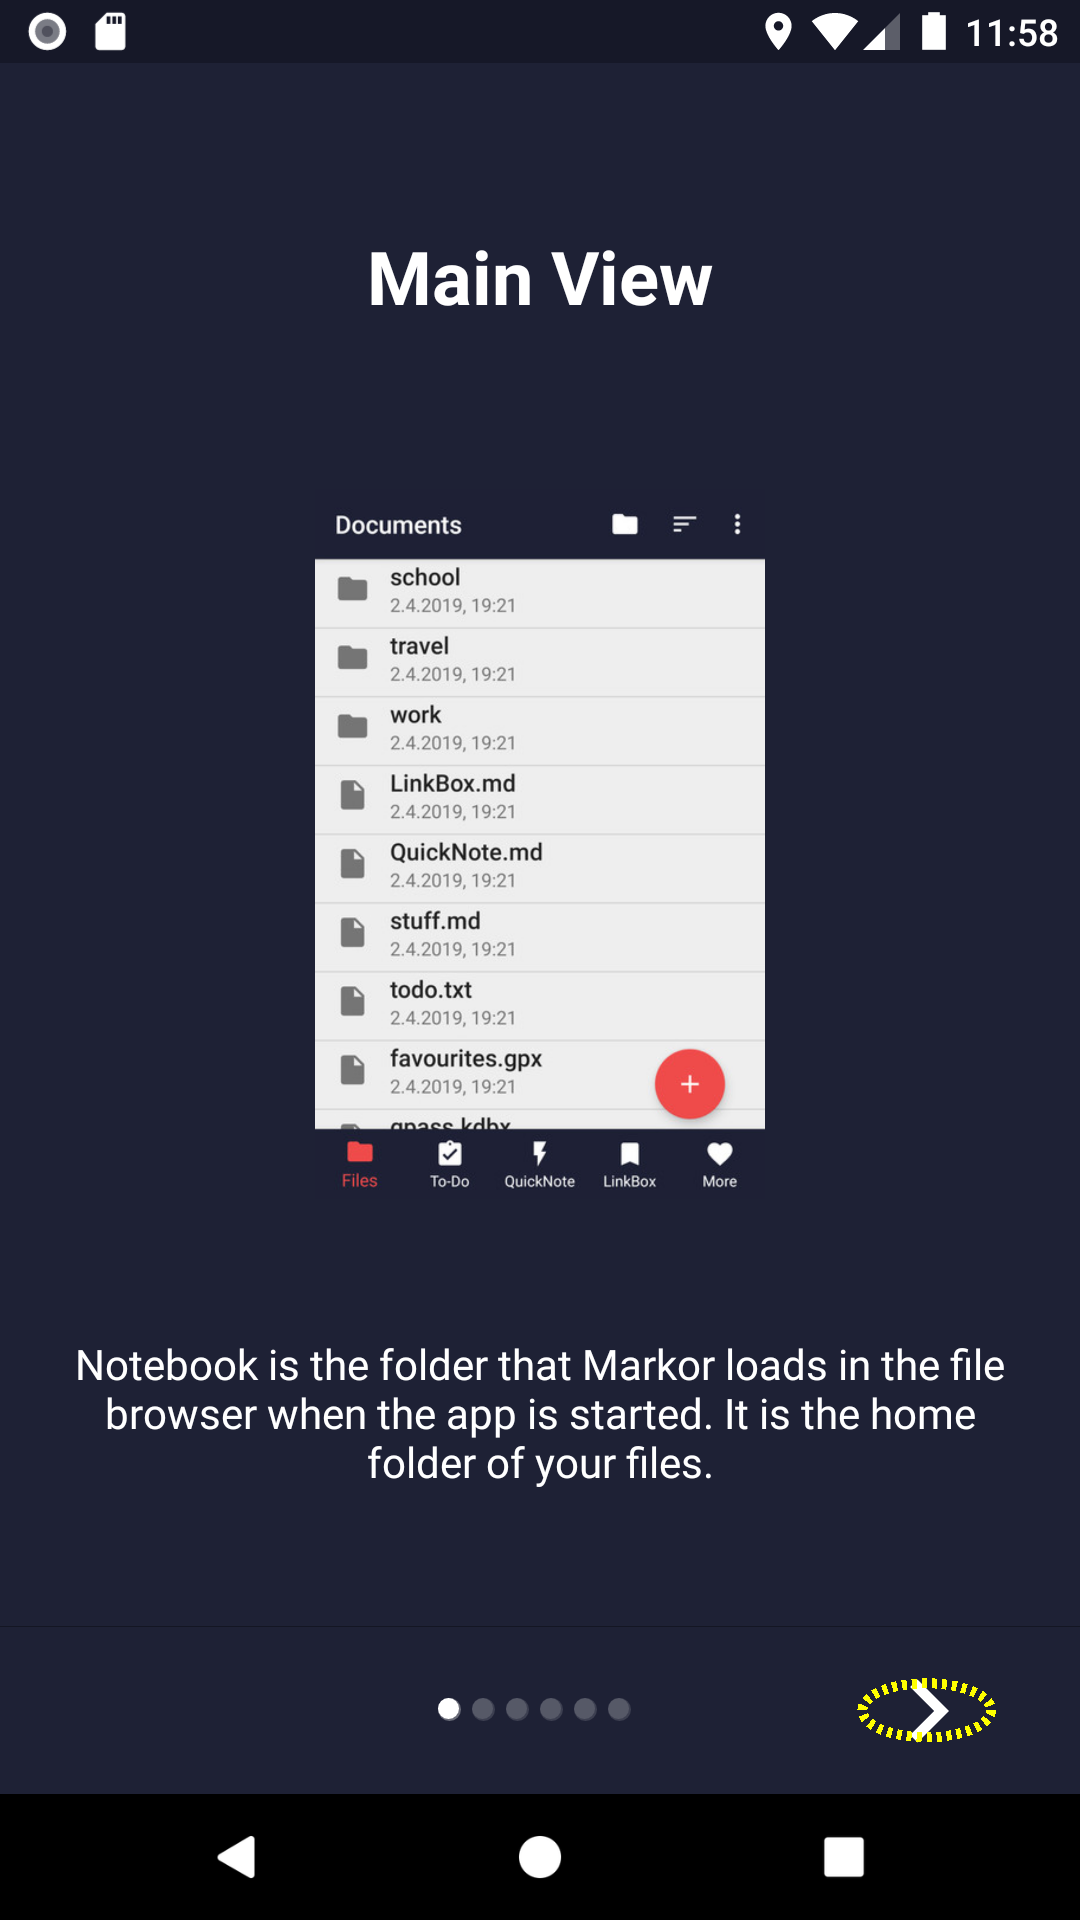 11:58
Main View
Documents
school
2.4.2019, 19:21
travel
2.4.2019, 19:21
work
2.4.2019, 19:21
LinkBox.md
2.4.2019, 19:21
QuickNote.md
2.4.2019, 19:21
stuff.md
2.4.2019, 19:21
todo.txt
2.4.2019, 19:21
favourites.gpx
2.4.2019, 19:21
gpass.kdbx
Files To-Do QuickNote LinkBox More
Notebook is the folder that Markor loads in the file
browser when the app is started. It is the home
folder of your files.